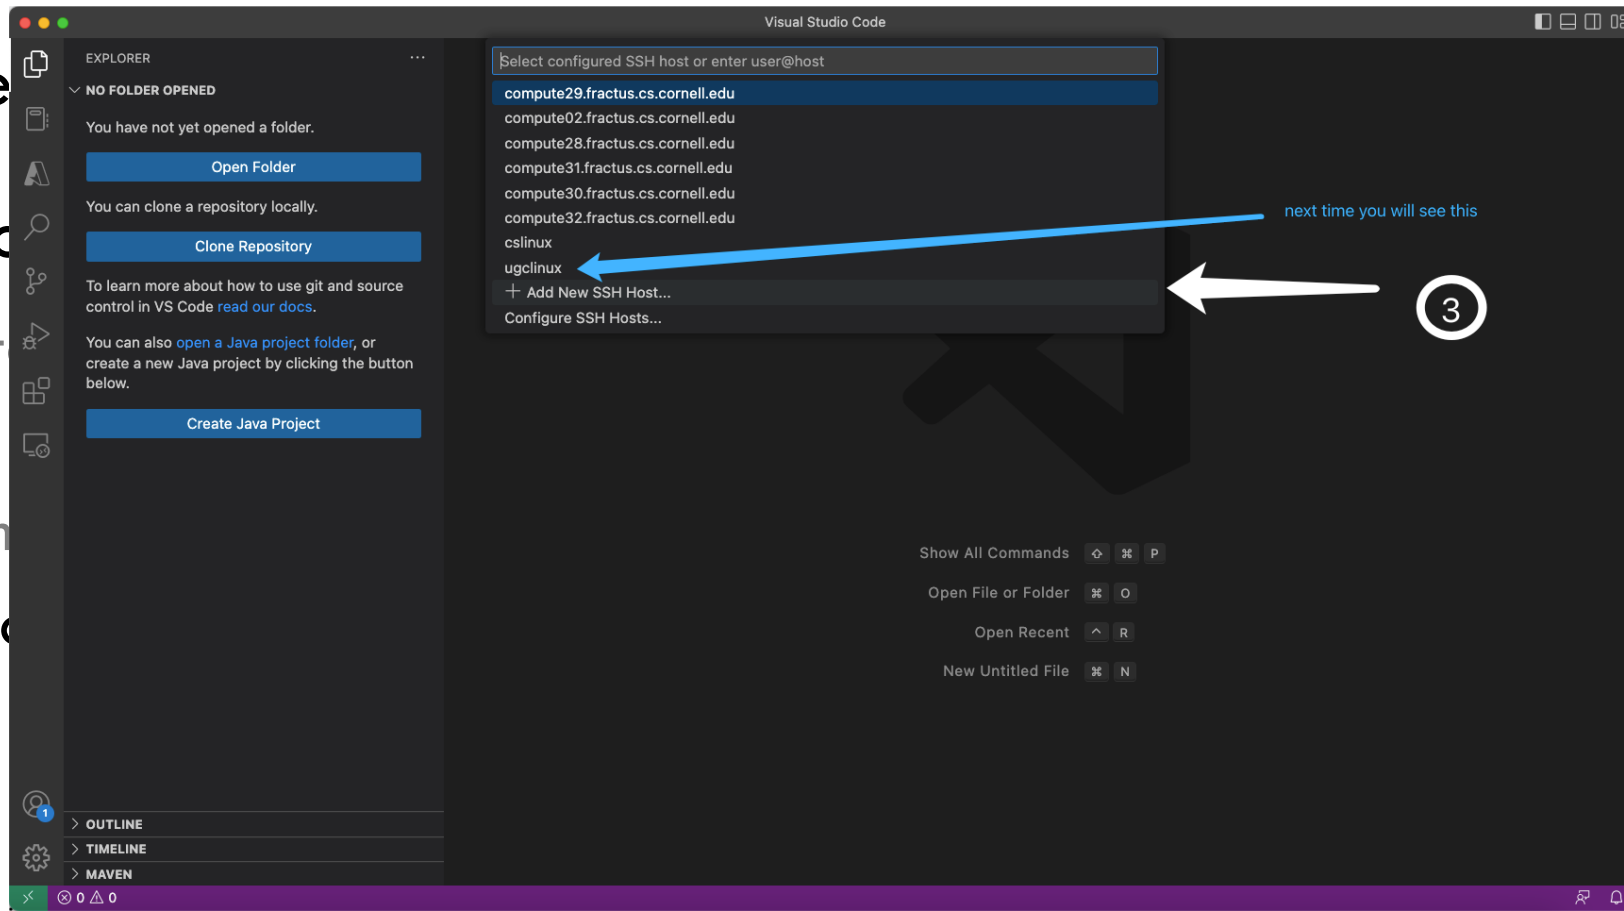 Visual Studio Code
EXPLORER
NO FOLDER OPENED
You have not yet opened a folder.
Open Folder
You can clone a repository locally.
Clone Repository
To learn more about how to use git and source
control in VS Code read our docs.
You can also open a Java project folder, or
create a new Java project by clicking the button
below.
Create Java Project
OUTLINE
TIMELINE
MAVEN
Select configured SSH host or enter user@host
compute29.fractus.cs.cornell.edu
compute02.fractus.cs.cornell.edu
compute28.fractus.cs.cornell.edu
compute31.fractus.cs.cornell.edu
compute30.fractus.cs.cornell.edu
compute32.fractus.cs.cornell.edu
cslinux
ugclinux
+ Add New SSH Host...
Configure SSH Hosts...
next time you will see this
3
Show All Commands ⇧ ⌘ P
Open File or Folder ⌘ O
Open Recent ^ R
New Untitled File ⌘ N
1
0 0